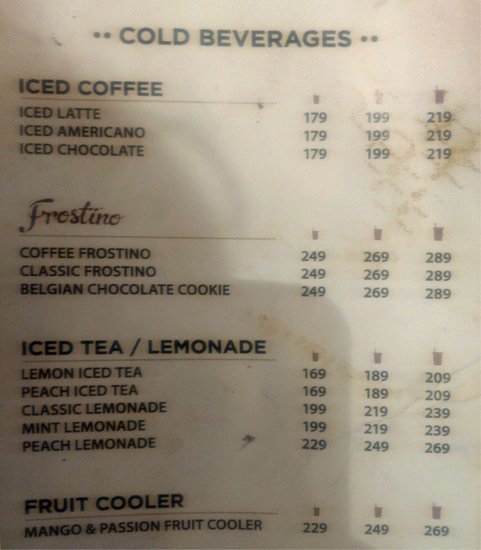 •• COLD BEVERAGES ••
ICED COFFEE
ICED LATTE 179 199 219
ICED AMERICANO 179 199 219
ICED CHOCOLATE 179 199 219
Frostino
COFFEE FROSTINO 249 269 289
CLASSIC FROSTINO 249 269 289
BELGIAN CHOCOLATE COOKIE 249 269 289
ICED TEA / LEMONADE
LEMON ICED TEA 169 189 209
PEACH ICED TEA 169 189 209
CLASSIC LEMONADE 199 219 239
MINT LEMONADE 199 219 239
PEACH LEMONADE 229 249 269
FRUIT COOLER
MANGO & PASSION FRUIT COOLER 229 249 269